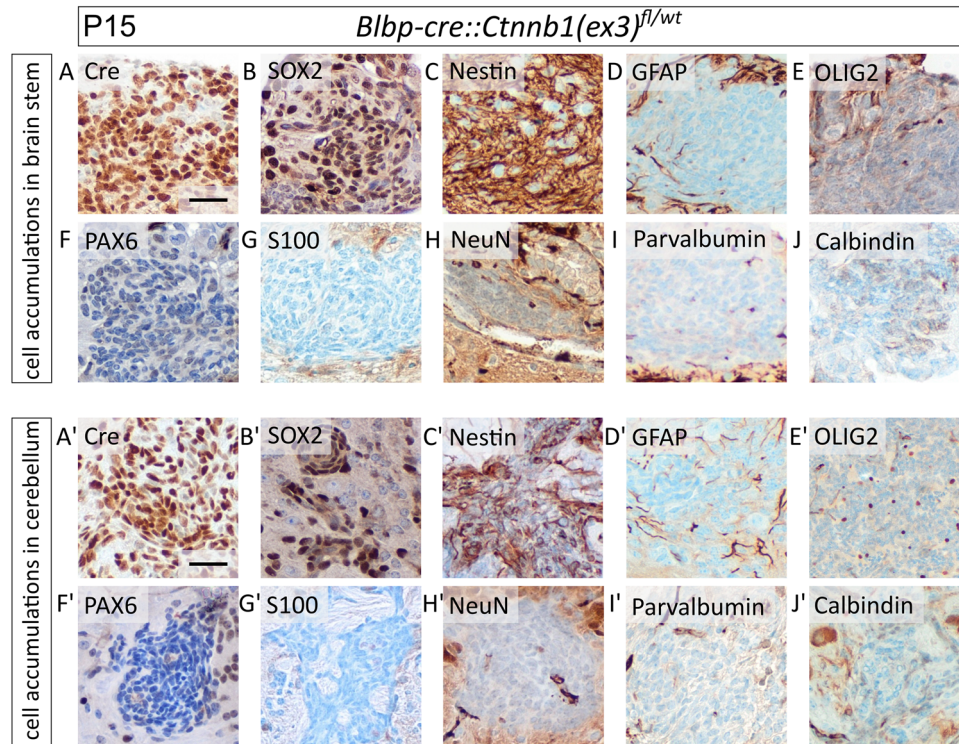 P15 Blbp-cre::Ctnnb1(ex3)fl/wt
cell accumulations in brain stem
A Cre B SOX2 C Nestin D GFAP E OLIG2
F PAX6 G S100 H NeuN I Parvalbumin J Calbindin
cell accumulations in cerebellum
A' Cre B' SOX2 C' Nestin D' GFAP E' OLIG2
F' PAX6 G' S100 H' NeuN I' Parvalbumin J' Calbindin